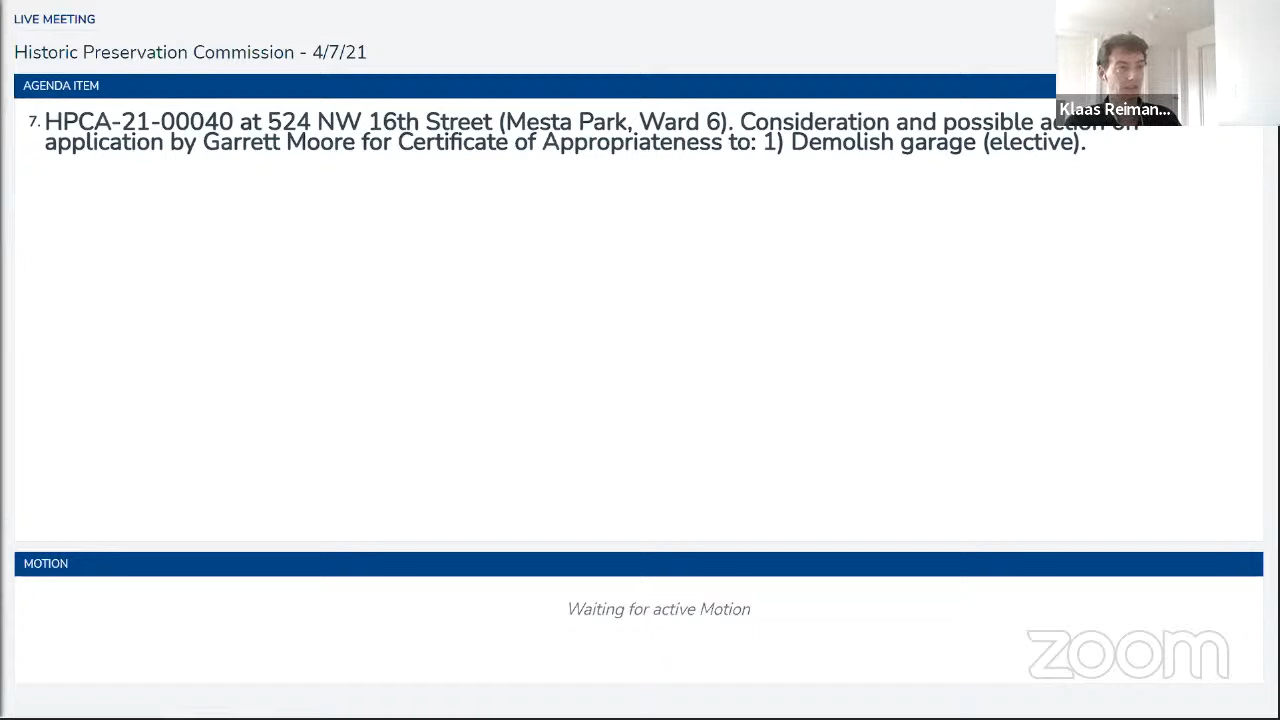 LIVE MEETING
Historic Preservation Commission - 4/7/21
AGENDA ITEM
Klaas Reiman...
7. HPCA-21-00040 at 524 NW 16th Street (Mesta Park, Ward 6). Consideration and possible action on
application by Garrett Moore for Certificate of Appropriateness to: 1) Demolish garage (elective).
MOTION
Waiting for active Motion
zoom